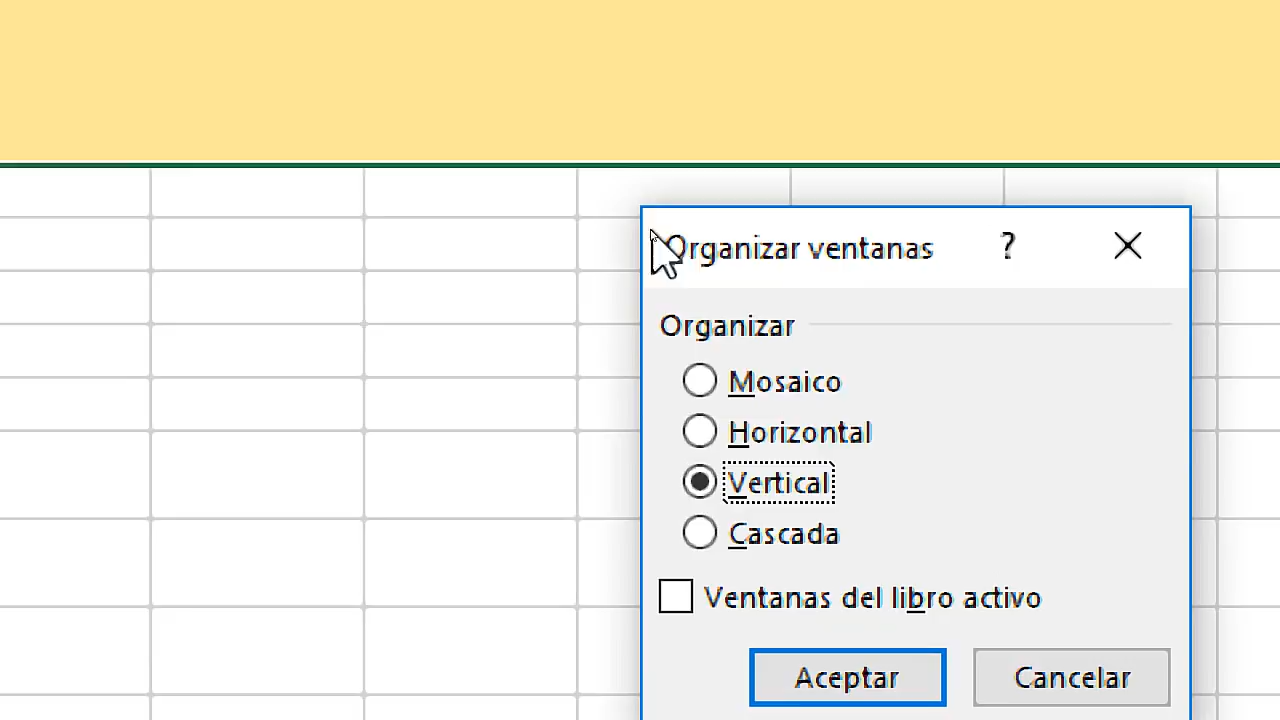 Organizar ventanas ?
Organizar
Mosaico
Horizontal
Vertical
Cascada
Ventanas del libro activo
Aceptar Cancelar